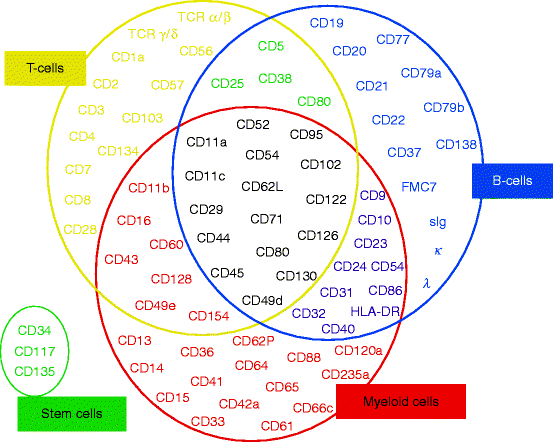 T-cells
TCR α/β
TCR γ/δ
CD1a
CD56
CD2
CD57
CD3
CD103
CD4
CD134
CD7
CD8
CD28
CD5
CD25
CD38
CD80
CD19
CD20
CD77
CD21
CD79a
CD22
CD79b
CD37
CD138
FMC7
sIg
κ
λ
B-cells
CD52
CD11a
CD95
CD54
CD102
CD11c
CD62L
CD122
CD29
CD71
CD44
CD126
CD80
CD45
CD130
CD49d
CD11b
CD16
CD60
CD43
CD128
CD49e
CD154
CD9
CD10
CD23
CD24
CD54
CD31
CD86
CD32
HLA-DR
CD40
CD13
CD36
CD62P
CD88
CD120a
CD14
CD64
CD41
CD65
CD235a
CD15
CD42a
CD66c
CD33
CD61
Myeloid cells
CD34
CD117
CD135
Stem cells